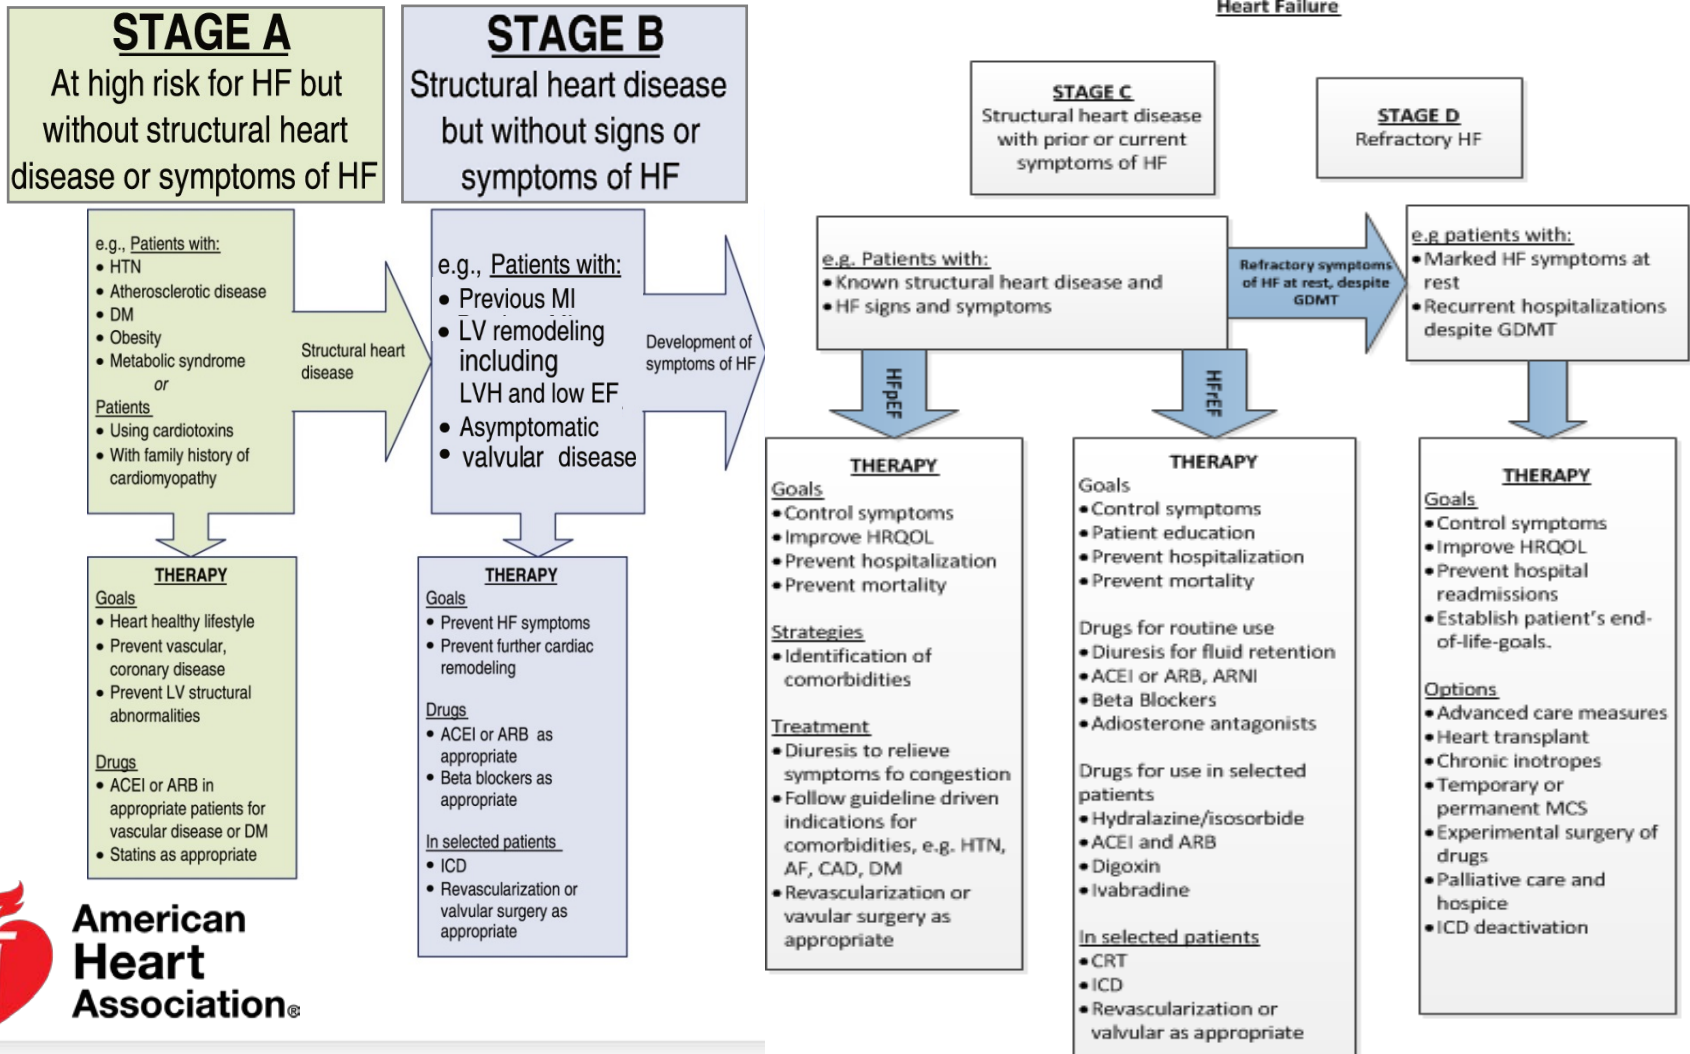 STAGE A
At high risk for HF but
without structural heart
disease or symptoms of HF
e.g., Patients with:
• HTN
• Atherosclerotic disease
• DM
• Obesity
• Metabolic syndrome
or
Patients
• Using cardiotoxins
• With family history of
cardiomyopathy
Structural heart
disease
THERAPY
Goals
• Heart healthy lifestyle
• Prevent vascular,
coronary disease
• Prevent LV structural
abnormalities
Drugs
• ACEI or ARB in
appropriate patients for
vascular disease or DM
• Statins as appropriate
American
Heart
Association®
STAGE B
Structural heart disease
but without signs or
symptoms of HF
e.g., Patients with:
• Previous MI
• LV remodeling
including
LVH and low EF
• Asymptomatic
• valvular disease
Development of
symptoms of HF
THERAPY
Goals
• Prevent HF symptoms
• Prevent further cardiac
remodeling
Drugs
• ACEI or ARB as
appropriate
• Beta blockers as
appropriate
In selected patients
• ICD
• Revascularization or
valvular surgery as
appropriate
Heart Failure
STAGE C
Structural heart disease
with prior or current
symptoms of HF
e.g. Patients with:
• Known structural heart disease and
• HF signs and symptoms
Refractory symptoms
of HF at rest, despite
GDMT
HFpEF
HFrEF
THERAPY
Goals
• Control symptoms
• Improve HRQOL
• Prevent hospitalization
• Prevent mortality
Strategies
• Identification of
comorbidities
Treatment
• Diuresis to relieve
symptoms fo congestion
• Follow guideline driven
indications for
comorbidities, e.g. HTN,
AF, CAD, DM
• Revascularization or
vavular surgery as
appropriate
THERAPY
Goals
• Control symptoms
• Patient education
• Prevent hospitalization
• Prevent mortality
Drugs for routine use
• Diuresis for fluid retention
• ACEI or ARB, ARNI
• Beta Blockers
• Adiosterone antagonists
Drugs for use in selected
patients
• Hydralazine/isosorbide
• ACEI and ARB
• Digoxin
• Ivabradine
In selected patients
• CRT
• ICD
• Revascularization or
valvular as appropriate
STAGE D
Refractory HF
e.g patients with:
• Marked HF symptoms at
rest
• Recurrent hospitalizations
despite GDMT
THERAPY
Goals
• Control symptoms
• Improve HRQOL
• Prevent hospital
readmissions
• Establish patient's end-
of-life-goals.
Options
• Advanced care measures
• Heart transplant
• Chronic inotropes
• Temporary or
permanent MCS
• Experimental surgery of
drugs
• Palliative care and
hospice
• ICD deactivation